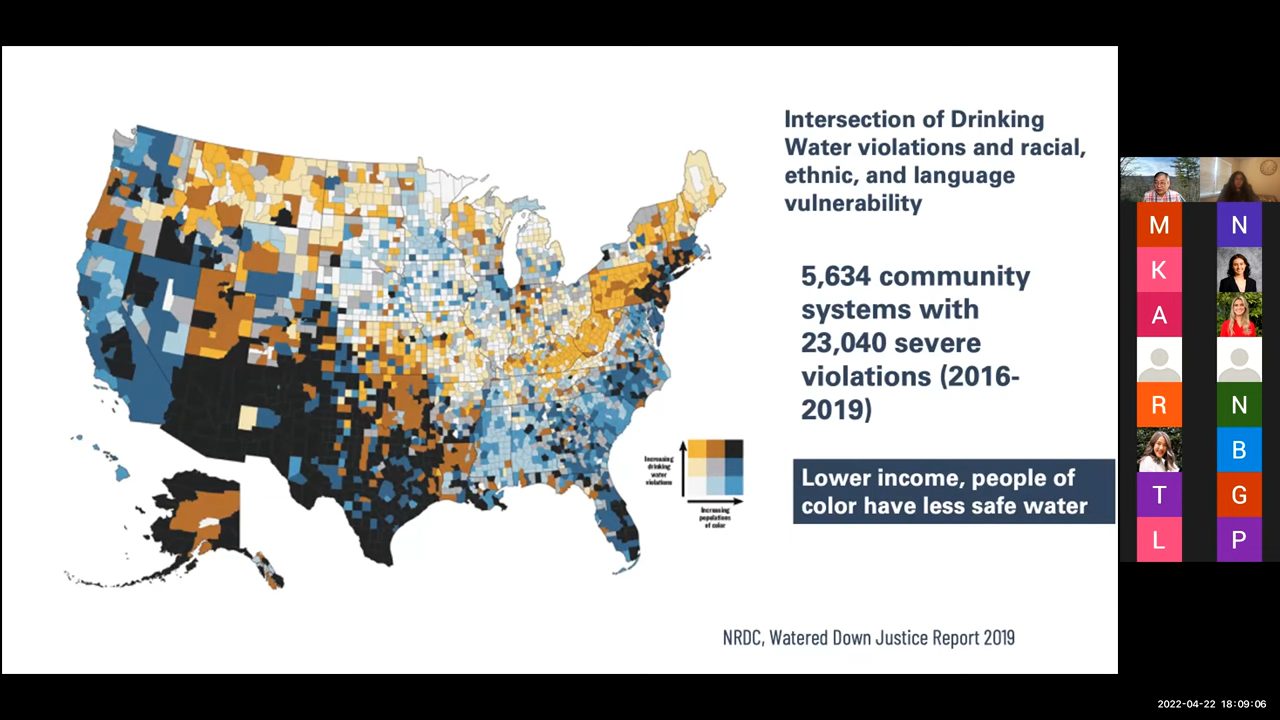 Intersection of Drinking
Water violations and racial,
ethnic, and language
vulnerability
5,634 community
systems with
23,040 severe
violations (2016-
2019)
Increasing
drinking
water
violations
Increasing
populations
of color
Lower income, people of
color have less safe water
NRDC, Watered Down Justice Report 2019
M
N
K
A
R
N
B
T
G
L
P
2022-04-22 18:09:06